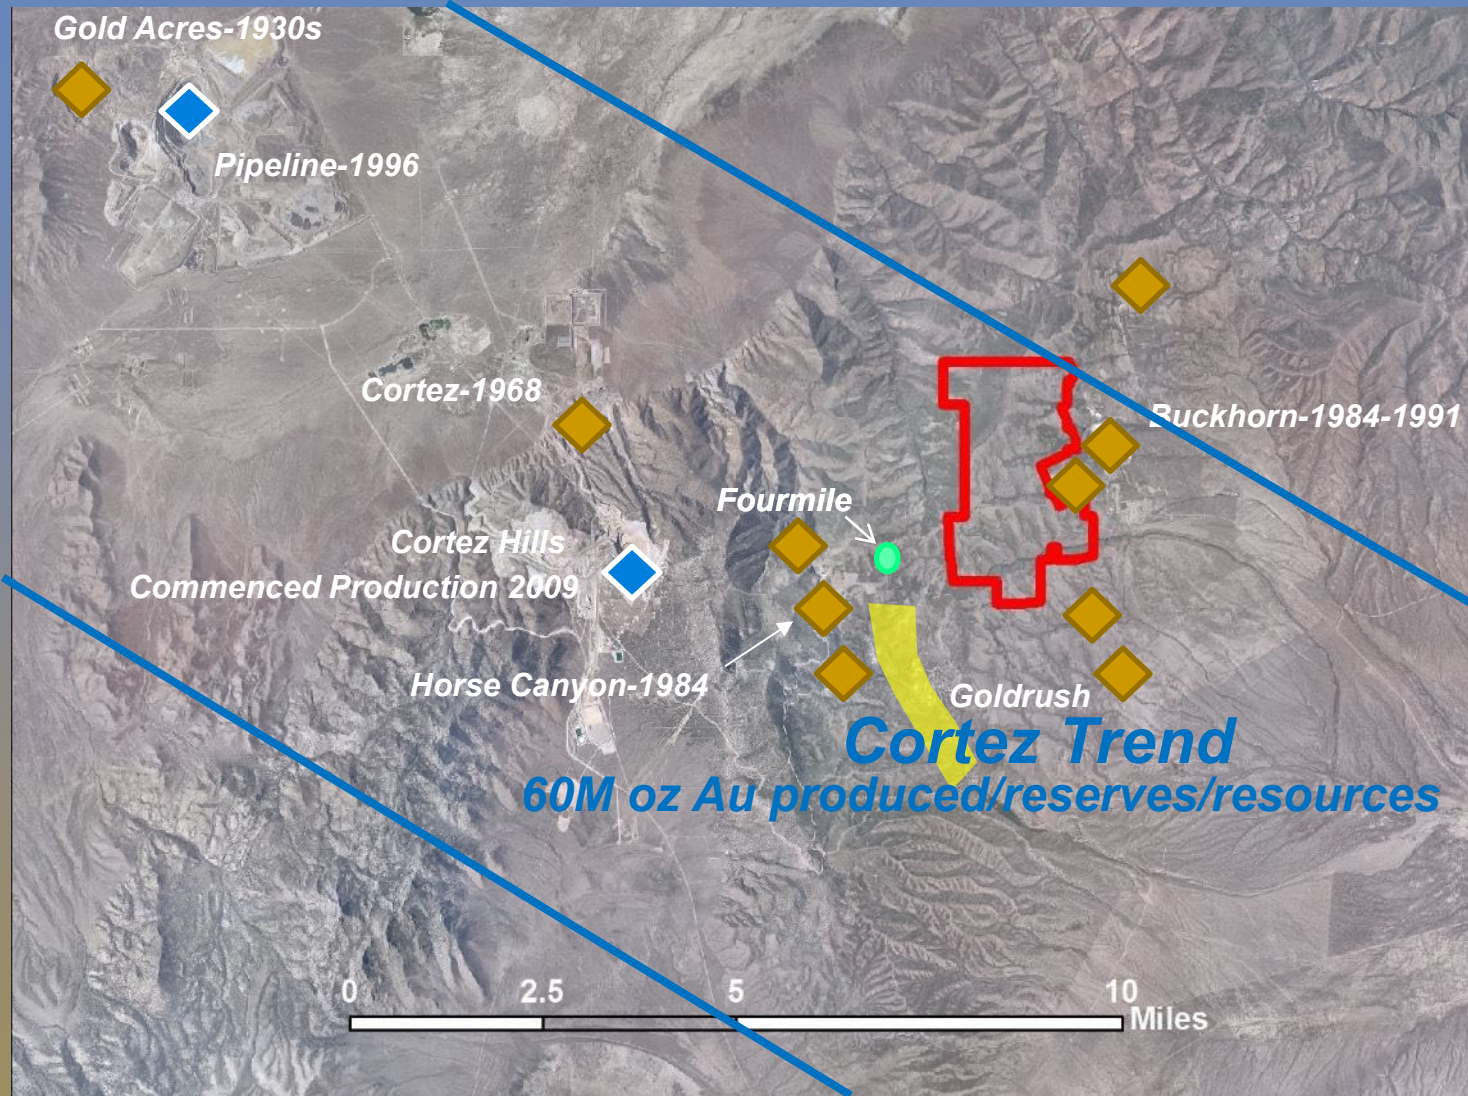 Gold Acres-1930s
Pipeline-1996
Cortez-1968
Buckhorn-1984-1991
Fourmile
Cortez Hills
Commenced Production 2009
Horse Canyon-1984
Goldrush
Cortez Trend
60M oz Au produced/reserves/resources
0 2.5 5 10
Miles